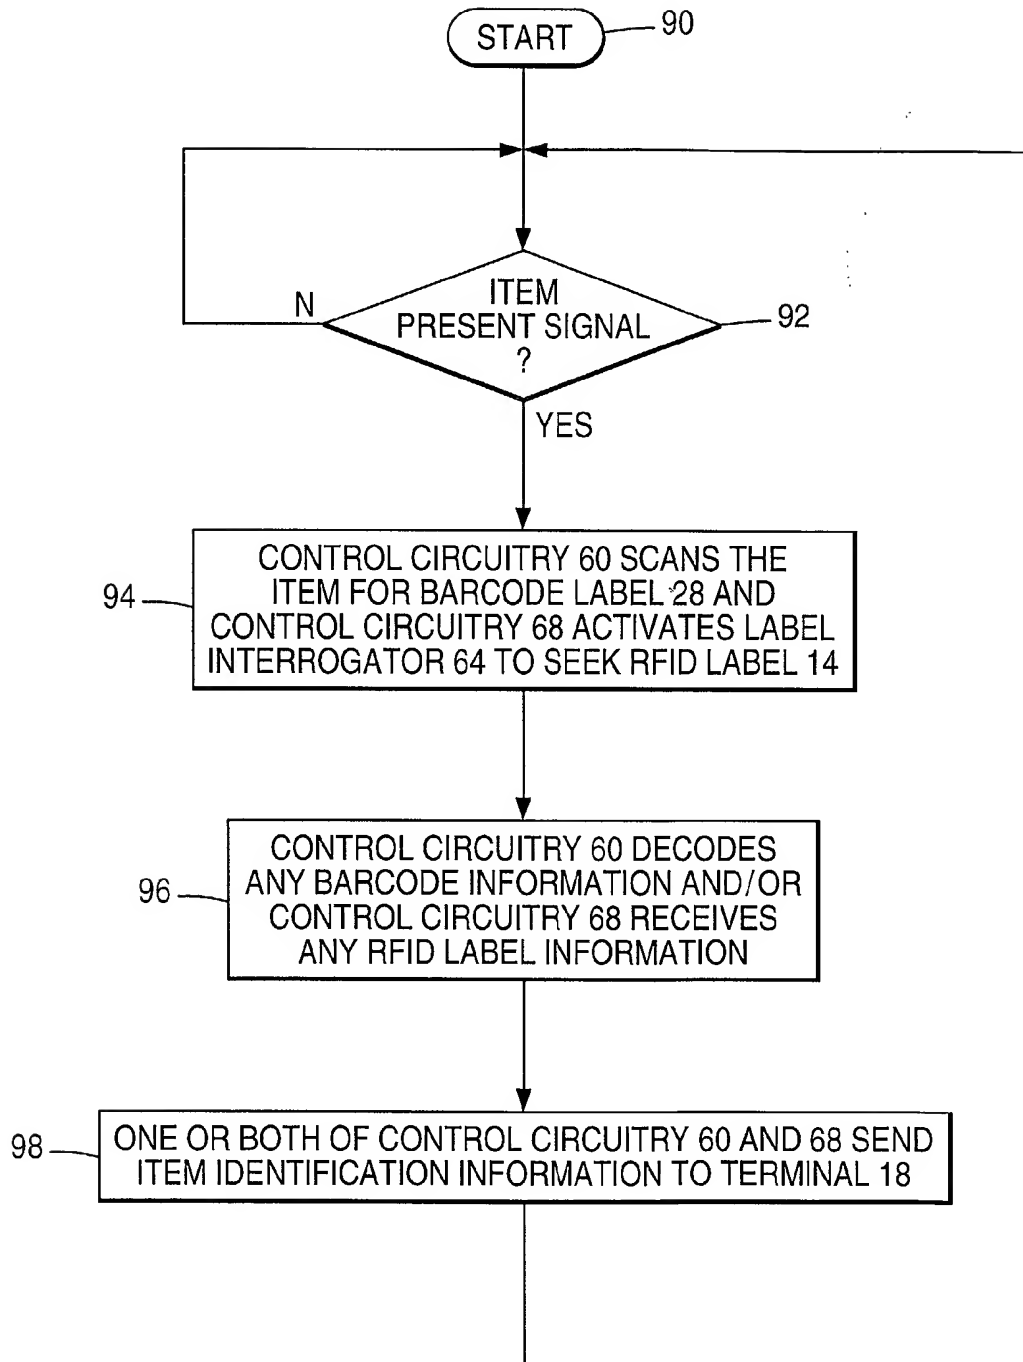 START
90
ITEM
PRESENT SIGNAL
?
92
N
YES
94
CONTROL CIRCUITRY 60 SCANS THE
ITEM FOR BARCODE LABEL 28 AND
CONTROL CIRCUITRY 68 ACTIVATES LABEL
INTERROGATOR 64 TO SEEK RFID LABEL 14
96
CONTROL CIRCUITRY 60 DECODES
ANY BARCODE INFORMATION AND/OR
CONTROL CIRCUITRY 68 RECEIVES
ANY RFID LABEL INFORMATION
98
ONE OR BOTH OF CONTROL CIRCUITRY 60 AND 68 SEND
ITEM IDENTIFICATION INFORMATION TO TERMINAL 18